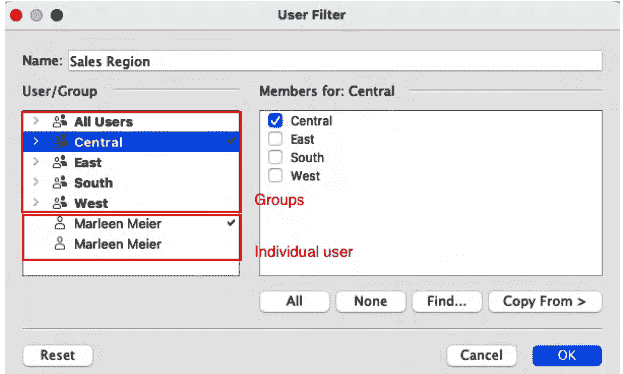 User Filter
Name: Sales Region
User/Group
Members for: Central
All Users
Central
East
South
West
Marleen Meier
Marleen Meier
Central
East
South
West
Groups
Individual user
All
None
Find...
Copy From >
Reset
Cancel
OK